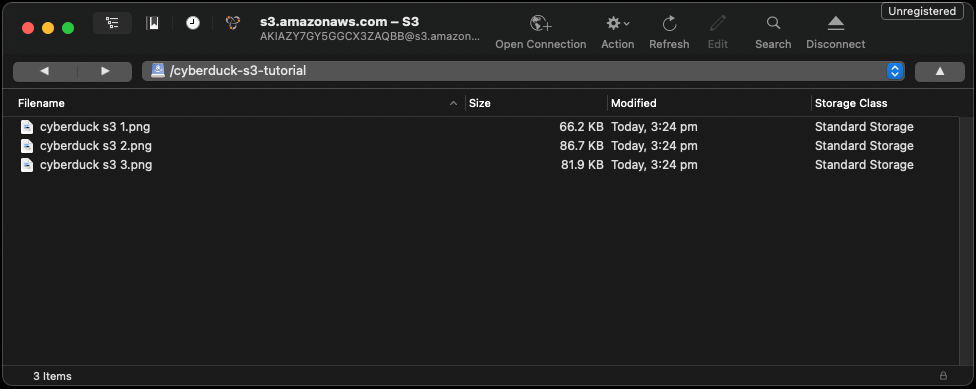 Unregistered
s3.amazonaws.com – S3
AKIAZY7GY5GGCX3ZAQBB@s3.amazon...
Open Connection Action Refresh Edit Search Disconnect
/cyberduck-s3-tutorial
Filename Size Modified Storage Class
cyberduck s3 1.png 66.2 KB Today, 3:24 pm Standard Storage
cyberduck s3 2.png 86.7 KB Today, 3:24 pm Standard Storage
cyberduck s3 3.png 81.9 KB Today, 3:24 pm Standard Storage
3 Items